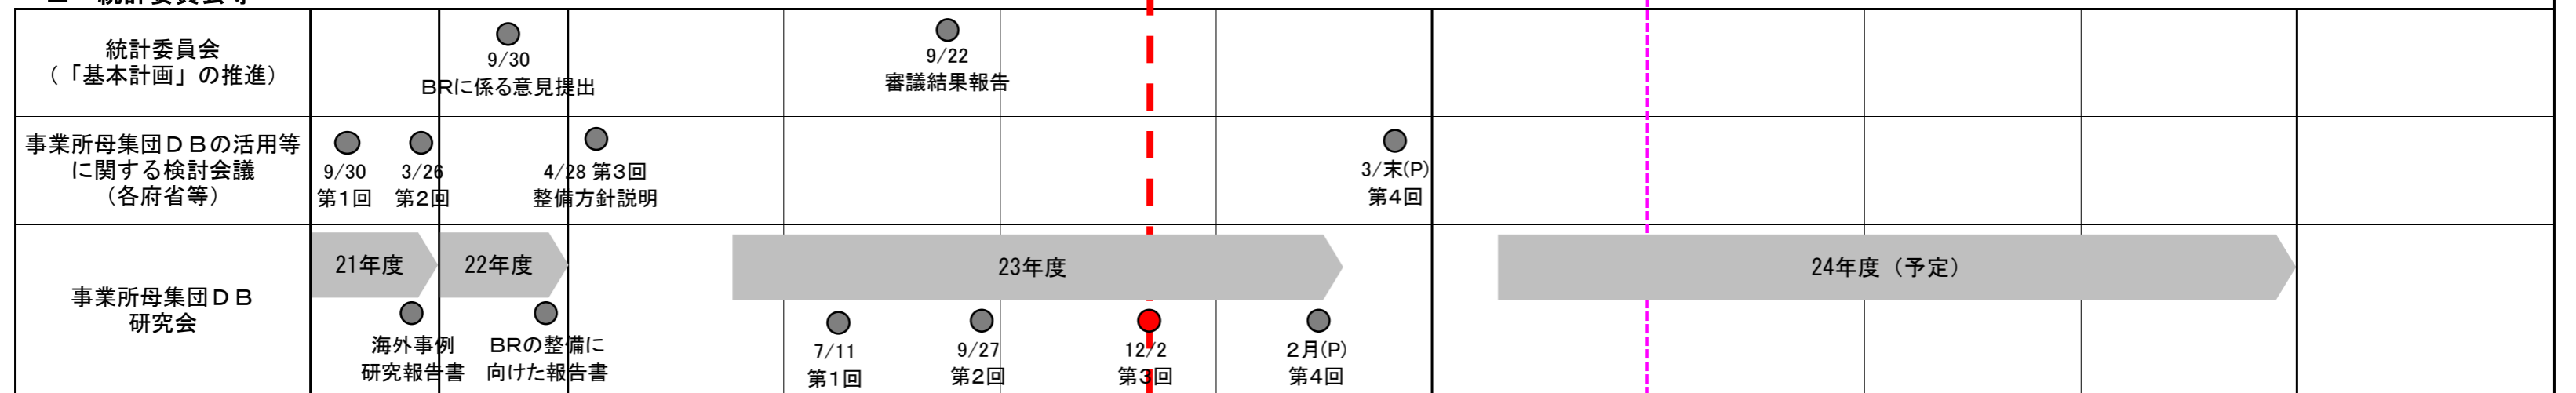 統計委員会
（「基本計画」の推進）
9/30
BRに係る意見提出
9/22
審議結果報告
事業所母集団ＤＢの活用等
に関する検討会議
（各府省等）
9/30
第１回
3/26
第２回
4/28 第３回
整備方針説明
3/末(P)
第４回
事業所母集団ＤＢ
研究会
21年度
22年度
23年度
24年度（予定）
海外事例
研究報告書
BRの整備に
向けた報告書
7/11
第１回
9/27
第２回
12/2
第３回
２月(P)
第４回